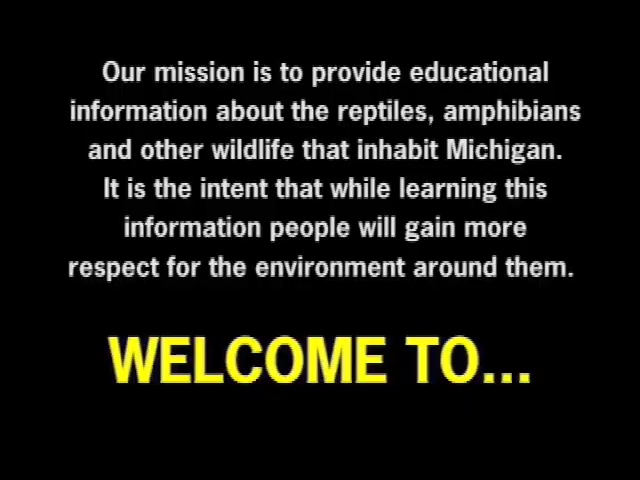 Our mission is to provide educational
information about the reptiles, amphibians
and other wildlife that inhabit Michigan.
It is the intent that while learning this
information people will gain more
respect for the environment around them.
WELCOME TO...